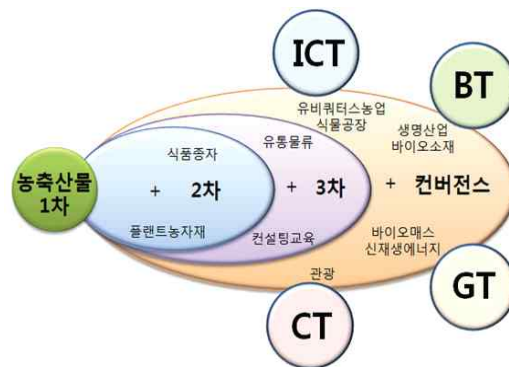 ICT
BT
유비쿼터스농업
식물공장
생명산업
바이오소재
식품종자
유통물류
농축산물
1차
+ 2차 + 3차 + 컨버전스
플랜트농자재
컨설팅교육
바이오매스
신재생에너지
관광
CT
GT